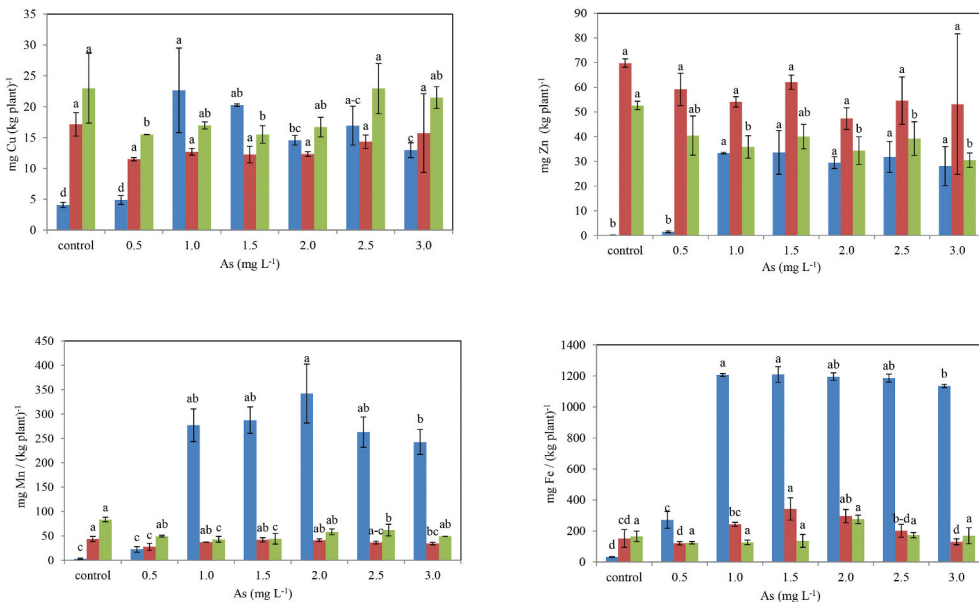 mg Cu (kg plant)⁻¹
35
30
25
20
15
10
5
0
d a a d a b a a ab ab a b bc a ab a-c a a c a ab
control 0.5 1.0 1.5 2.0 2.5 3.0
As (mg L⁻¹)
mg Zn (kg plant)⁻¹
90
80
70
60
50
40
30
20
10
0
b a a b a ab a a b a a b a a b a a b a a b
control 0.5 1.0 1.5 2.0 2.5 3.0
As (mg L⁻¹)
mg Mn / (kg plant)⁻¹
450
400
350
300
250
200
150
100
50
0
c a a c c ab ab ab c ab ab c a ab ab ab a-c b b bc ab
control 0.5 1.0 1.5 2.0 2.5 3.0
As (mg L⁻¹)
mg Fe / (kg plant)⁻¹
1400
1200
1000
800
600
400
200
0
d cd a c d a a bc a a a a ab ab a ab b-d a b d a
control 0.5 1.0 1.5 2.0 2.5 3.0
As (mg L⁻¹)